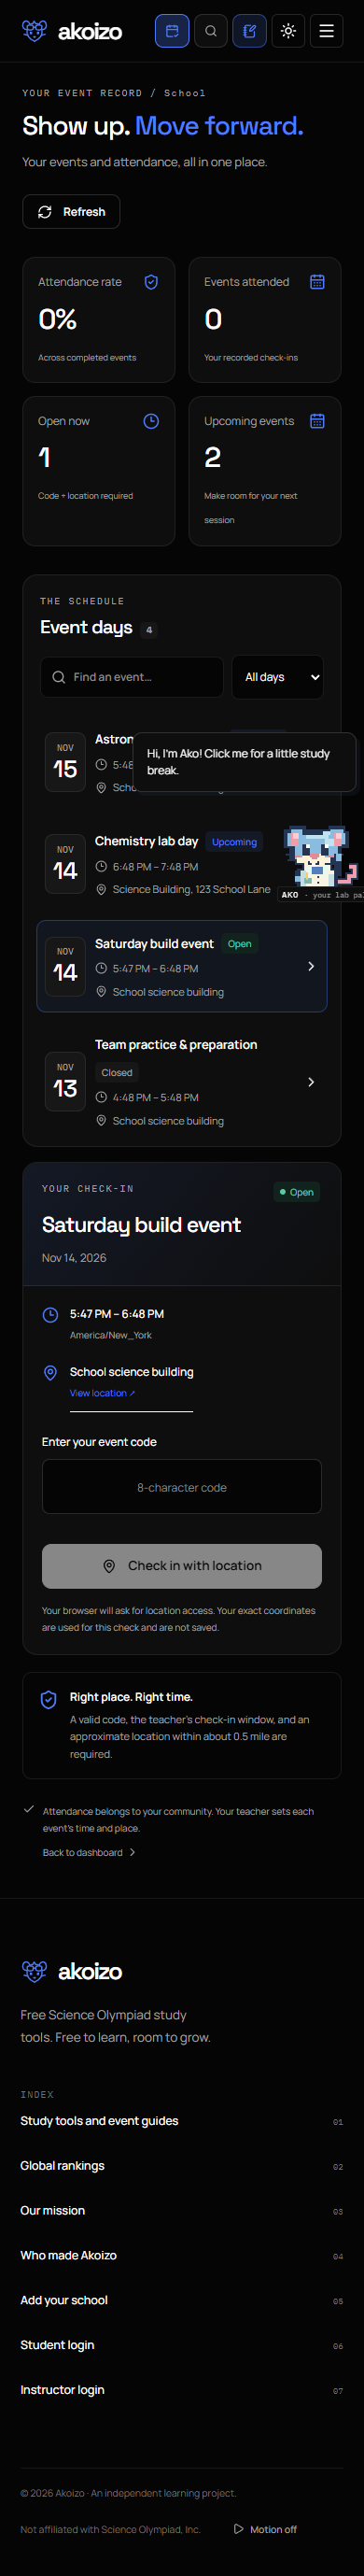 akoizo
YOUR EVENT RECORD / School
Show up. Move forward.
Your events and attendance, all in one place.
Refresh
Attendance rate
0%
Across completed events
Events attended
0
Your recorded check-ins
Open now
1
Code + location required
Upcoming events
2
Make room for your next
session
THE SCHEDULE
Event days 4
Find an event...
All days
NOV
15
Astron
Hi, I'm Ako! Click me for a little study
break.
NOV
14
Chemistry lab day Upcoming
6:48 PM – 7:48 PM
Science Building, 123 School Lane
AKO · your lab pal
NOV
14
Saturday build event Open
5:47 PM – 6:48 PM
School science building
NOV
13
Team practice & preparation
Closed
4:48 PM – 5:48 PM
School science building
YOUR CHECK-IN
Open
Saturday build event
Nov 14, 2026
5:47 PM – 6:48 PM
America/New_York
School science building
View location ↗
Enter your event code
8-character code
Check in with location
Your browser will ask for location access. Your exact coordinates
are used for this check and are not saved.
Right place. Right time.
A valid code, the teacher's check-in window, and an
approximate location within about 0.5 mile are
required.
Attendance belongs to your community. Your teacher sets each
event's time and place.
Back to dashboard
akoizo
Free Science Olympiad study
tools. Free to learn, room to grow.
INDEX
Study tools and event guides 01
Global rankings 02
Our mission 03
Who made Akoizo 04
Add your school 05
Student login 06
Instructor login 07
© 2026 Akoizo · An independent learning project.
Not affiliated with Science Olympiad, Inc.
Motion off